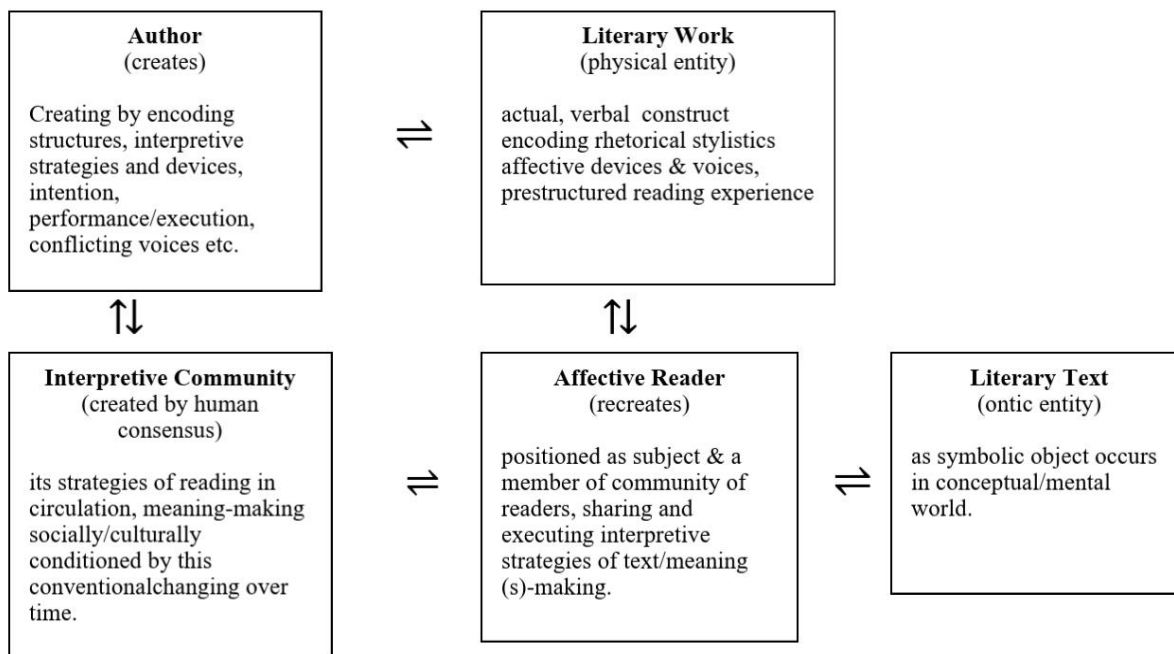 Author
(creates)
Creating by encoding
structures, interpretive
strategies and devices,
intention,
performance/execution,
conflicting voices etc.
⇌
Literary Work
(physical entity)
actual, verbal construct
encoding rhetorical stylistics
affective devices & voices,
prestructured reading experience
⇅
⇅
Interpretive Community
(created by human
consensus)
its strategies of reading in
circulation, meaning-making
socially/culturally
conditioned by this
conventionalchanging over
time.
⇌
Affective Reader
(recreates)
positioned as subject & a
member of community of
readers, sharing and
executing interpretive
strategies of text/meaning
(s)-making.
⇌
Literary Text
(ontic entity)
as symbolic object occurs
in conceptual/mental
world.